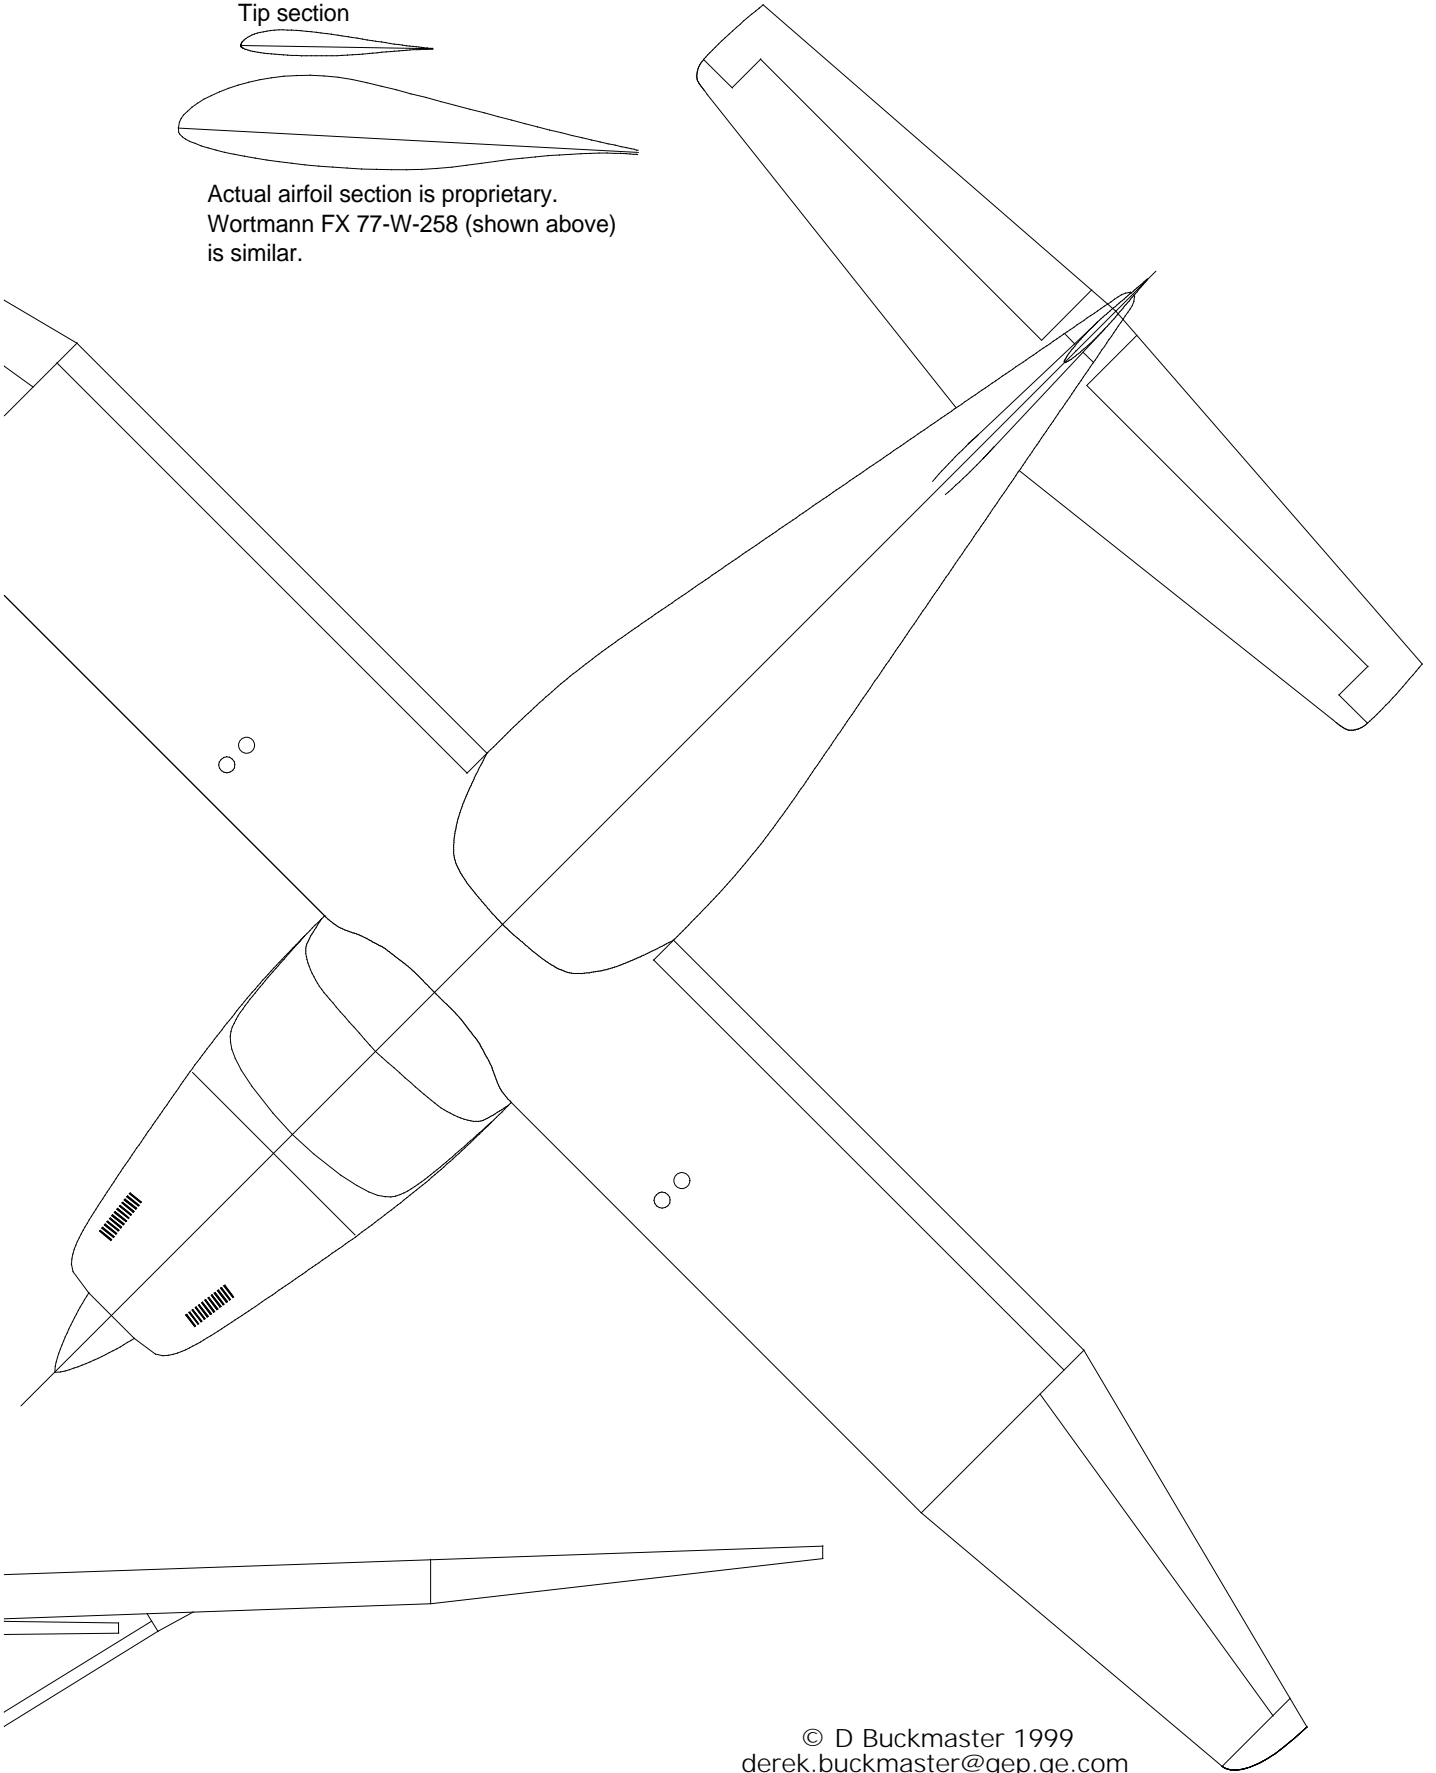 Tip section
Actual airfoil section is proprietary.
Wortmann FX 77-W-258 (shown above)
is similar.
© D Buckmaster 1999
derek.buckmaster@gep.ge.com